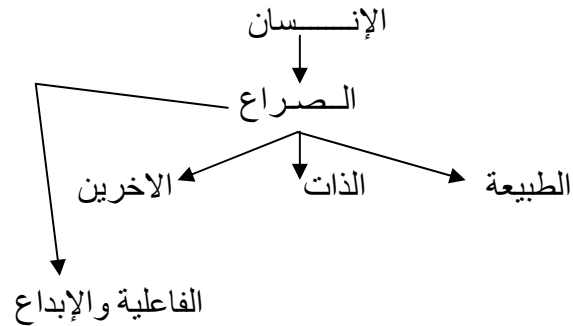 الإنسان
الصراع
الطبيعة الذات الاخرين
الفاعلية والإبداع